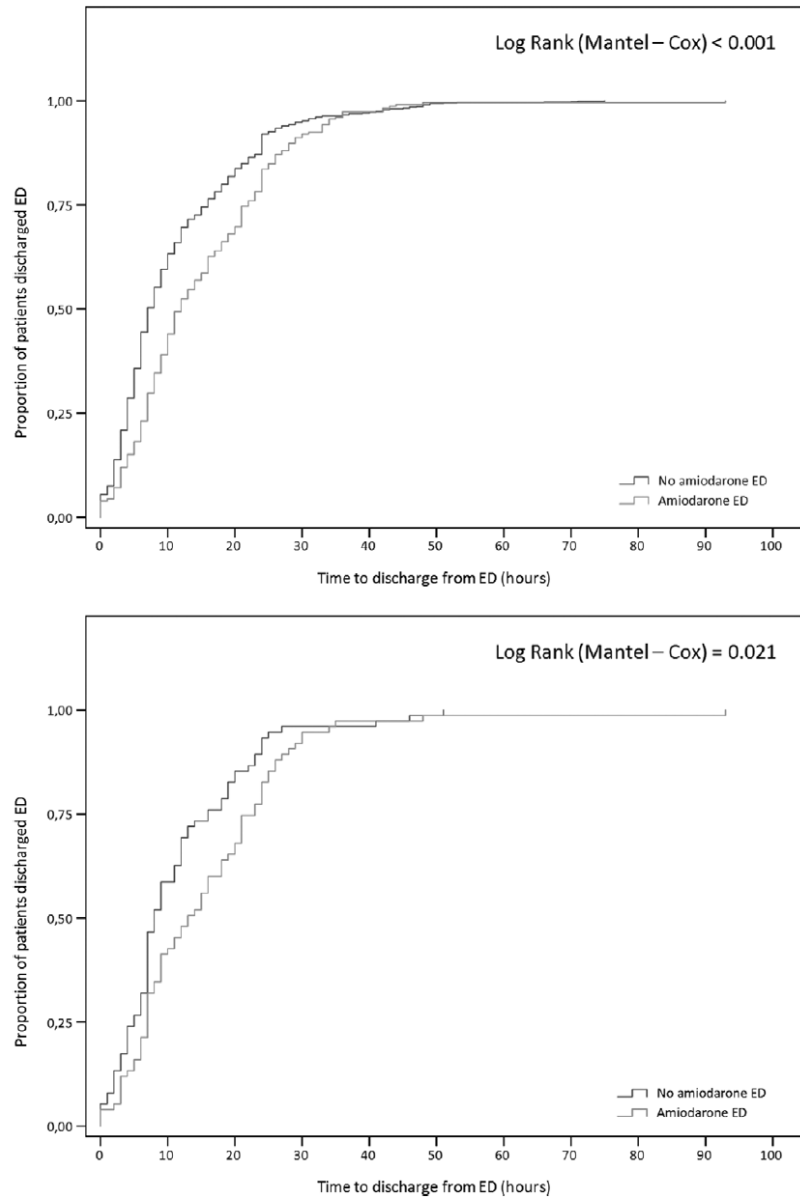 Log Rank (Mantel – Cox) < 0.001
1,00
0,75
0,50
0,25
0,00
Proportion of patients discharged ED
No amiodarone ED
Amiodarone ED
0 10 20 30 40 50 60 70 80 90 100
Time to discharge from ED (hours)
Log Rank (Mantel – Cox) = 0.021
1,00
0,75
0,50
0,25
0,00
Proportion of patients discharged ED
No amiodarone ED
Amiodarone ED
0 10 20 30 40 50 60 70 80 90 100
Time to discharge from ED (hours)